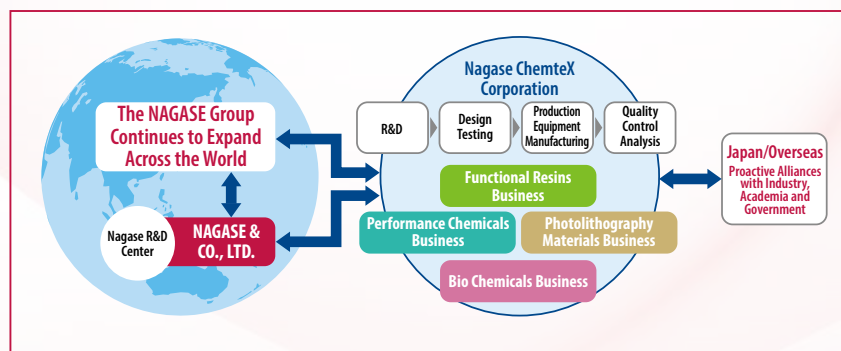 The NAGASE Group
Continues to Expand
Across the World
Nagase R&D
Center
NAGASE &
CO., LTD.
Nagase ChemteX
Corporation
R&D
Design
Testing
Production
Equipment
Manufacturing
Quality
Control
Analysis
Functional Resins
Business
Performance Chemicals
Business
Photolithography
Materials Business
Bio Chemicals Business
Japan/Overseas
Proactive Alliances
with Industry,
Academia and
Government